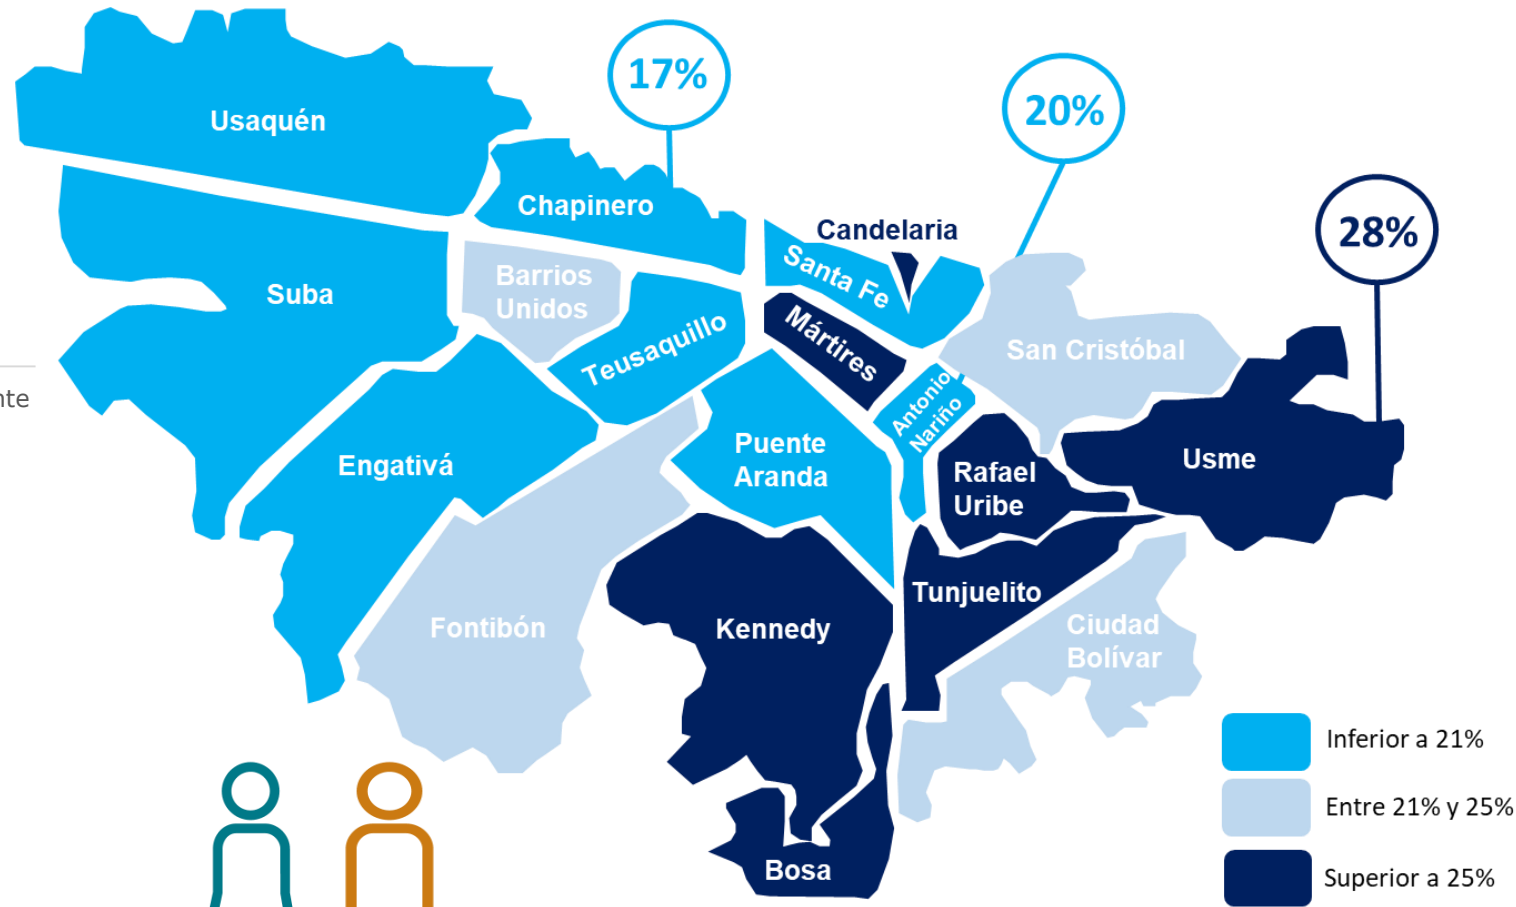 17%
20%
28%
Usaquén
Chapinero
Candelaria
Santa Fe
Suba
Barrios
Unidos
Teusaquillo
Mártires
San Cristóbal
Antonio
Nariño
Engativá
Puente
Aranda
Rafael
Uribe
Usme
Fontibón
Kennedy
Tunjuelito
Ciudad
Bolívar
Bosa
Inferior a 21%
Entre 21% y 25%
Superior a 25%